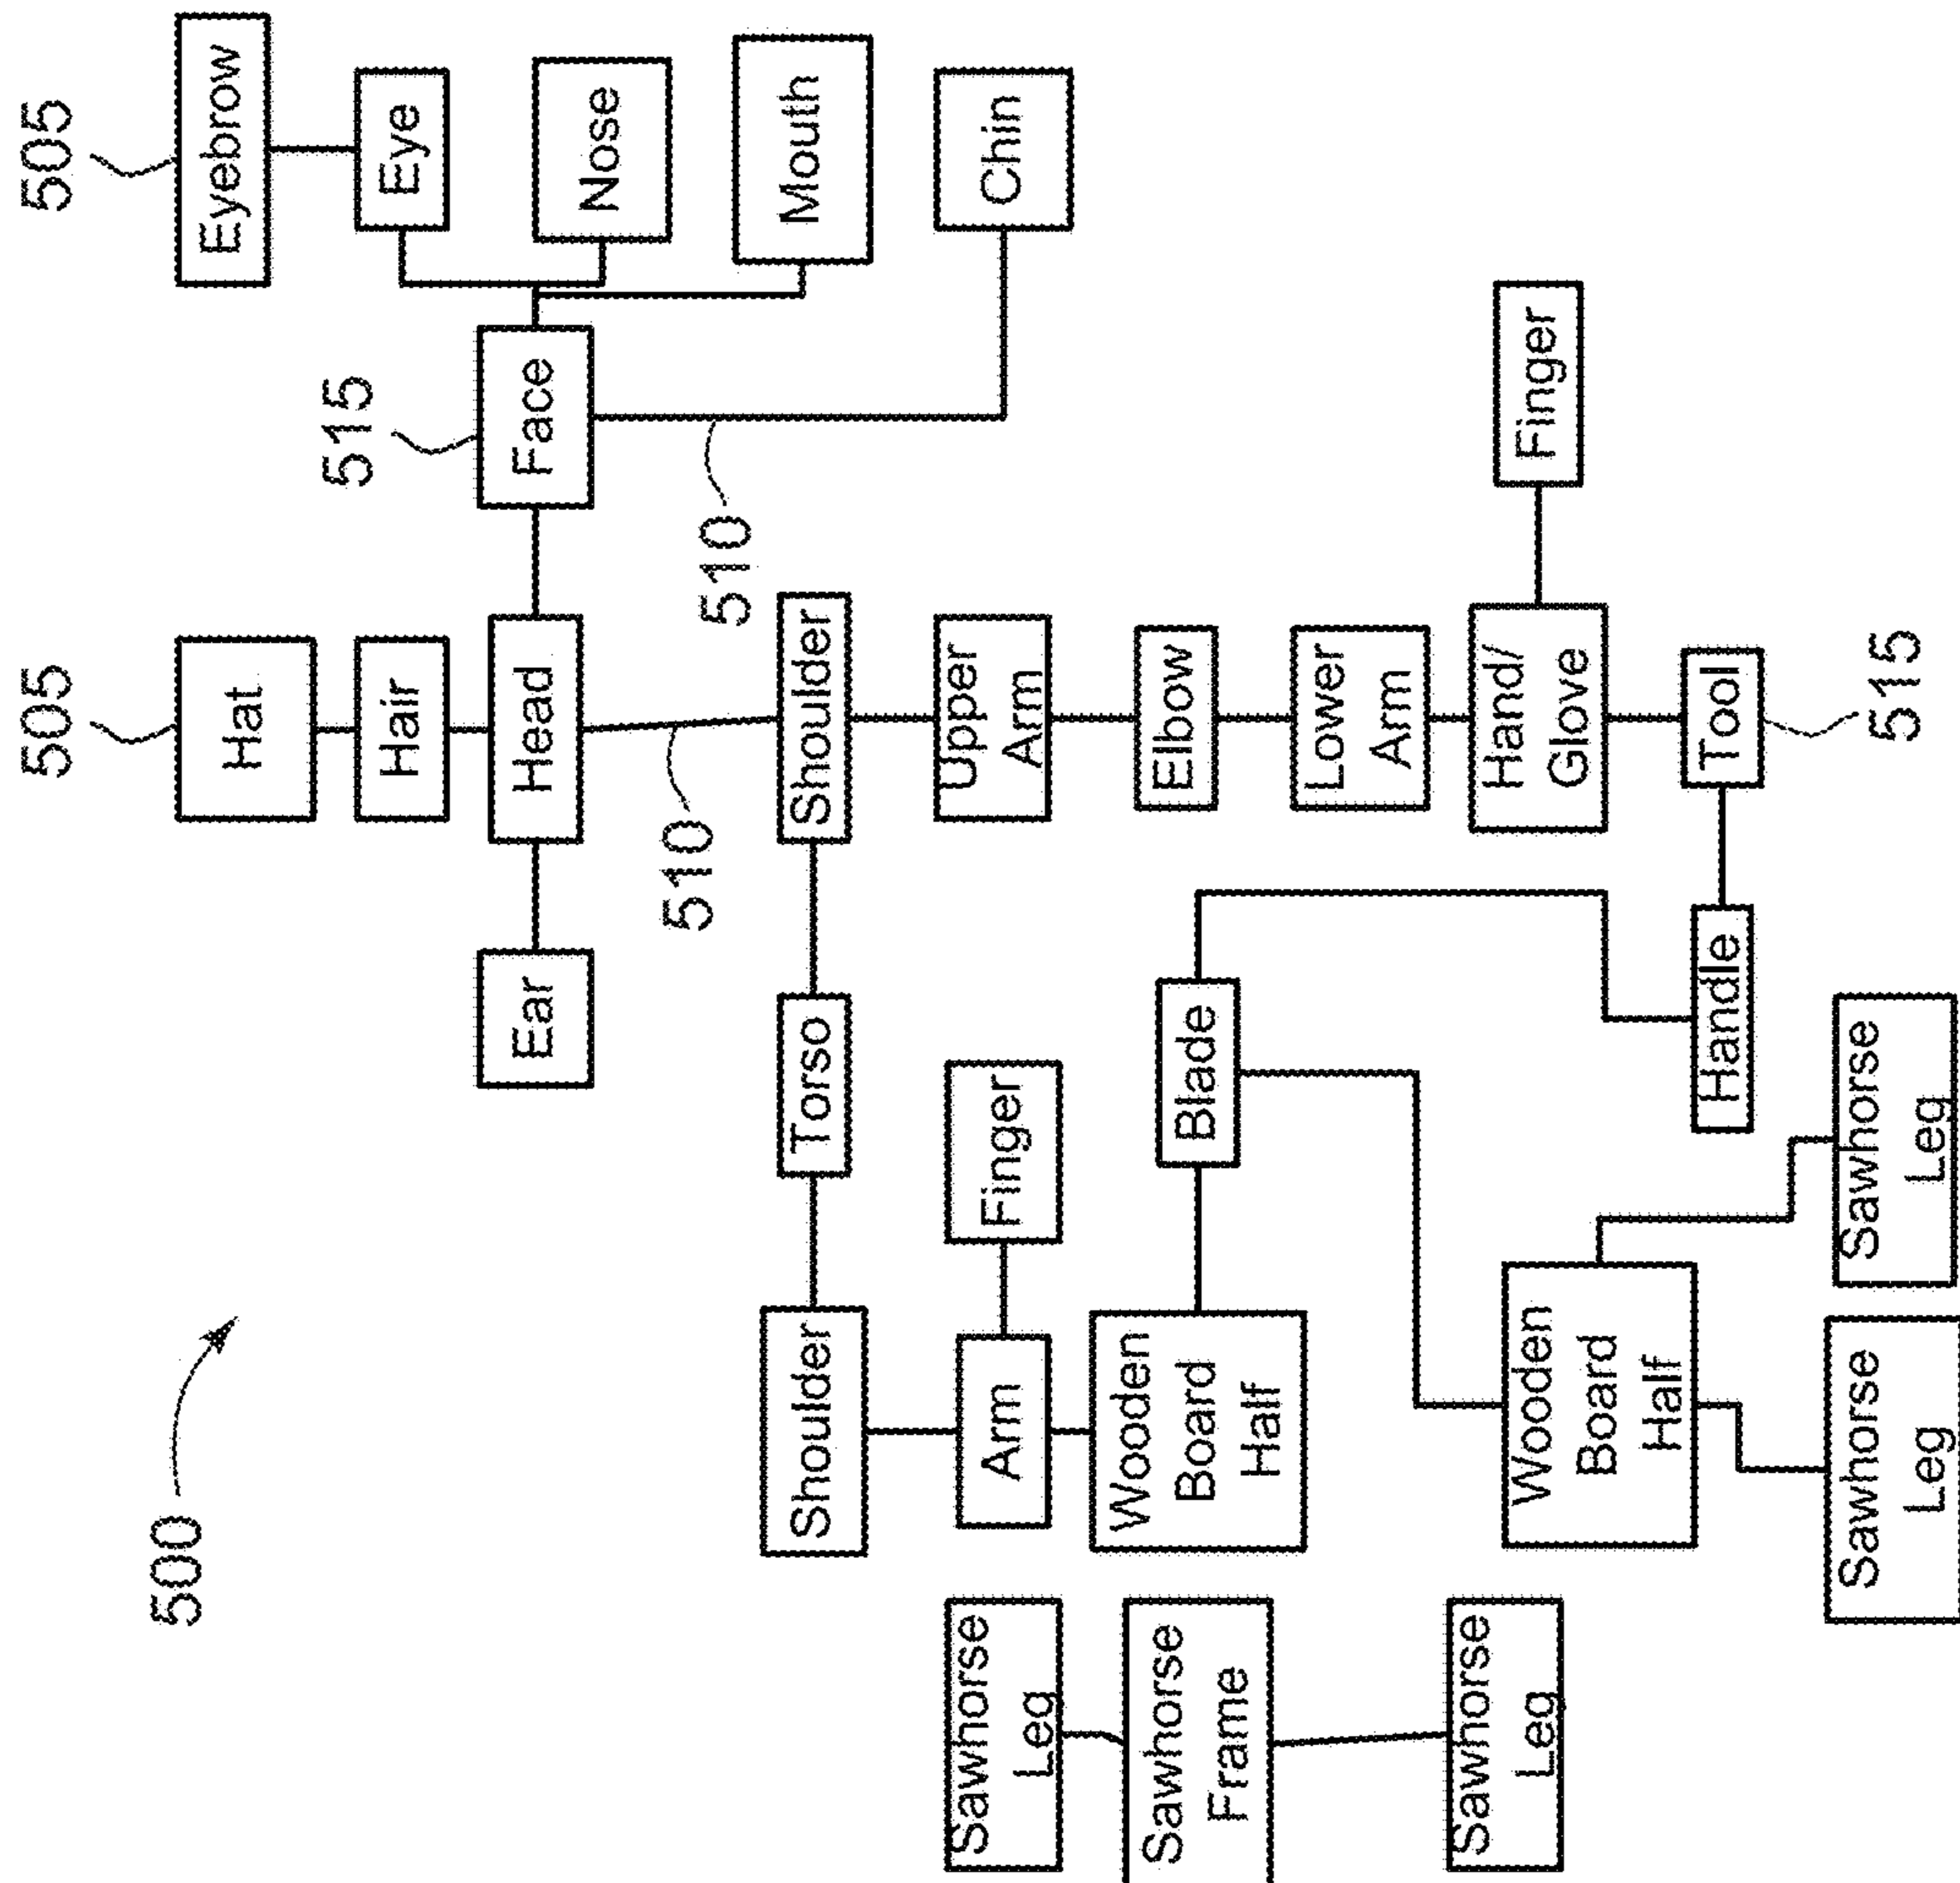 500
505
505
Hat
Eyebrow
Hair
Eye
515
Ear
Head
Face
Nose
510
510
Mouth
Shoulder
Torso
Shoulder
Chin
Sawhorse
Leg
Arm
Finger
Upper
Arm
Sawhorse
Frame
Wooden
Board
Half
Blade
Elbow
Lower
Arm
Sawhorse
Leg
Wooden
Board
Half
Hand/
Glove
Finger
Handle
Tool
515
Sawhorse
Leg
Sawhorse
Leg